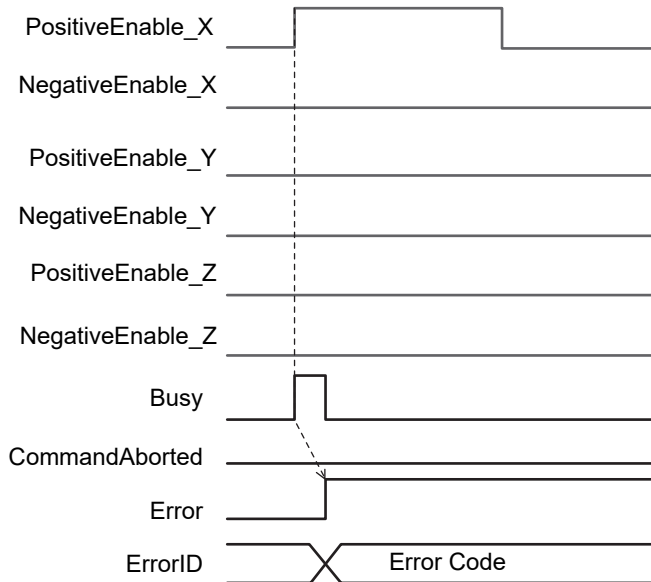 PositiveEnable_X
NegativeEnable_X
PositiveEnable_Y
NegativeEnable_Y
PositiveEnable_Z
NegativeEnable_Z
Busy
CommandAborted
Error
ErrorID Error Code